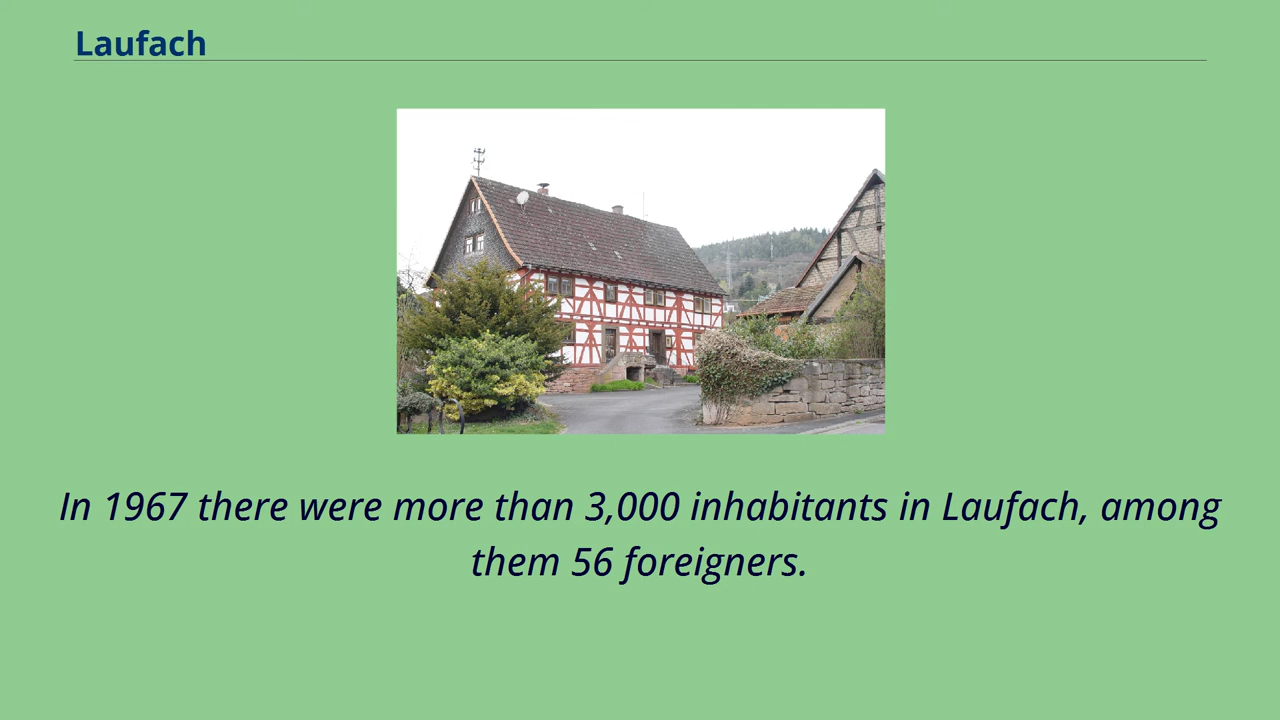 Laufach
In 1967 there were more than 3,000 inhabitants in Laufach, among
them 56 foreigners.